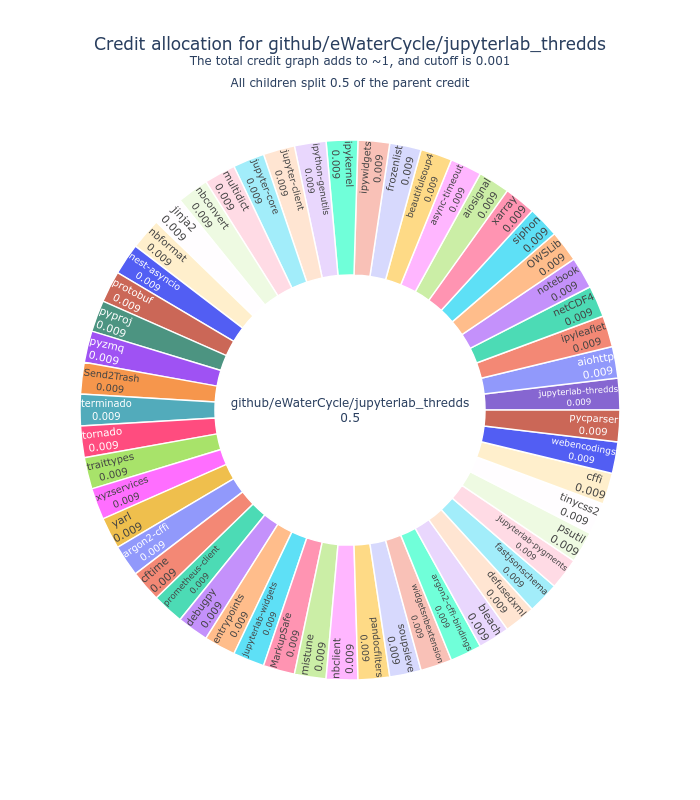 Credit allocation for github/eWaterCycle/jupyterlab_thredds
The total credit graph adds to ~1, and cutoff is 0.001
All children split 0.5 of the parent credit
github/eWaterCycle/jupyterlab_thredds
0.5
ipywidgets
0.009
frozenlist
0.009
beautifulsoup4
0.009
async-timeout
0.009
aiosignal
0.009
xarray
0.009
siphon
0.009
OWSLib
0.009
notebook
0.009
netCDF4
0.009
ipyleaflet
0.009
aiohttp
0.009
jupyterlab-thredds
0.009
pycparser
0.009
webencodings
0.009
cffi
0.009
tinycss2
0.009
psutil
0.009
jupyterlab-pygments
0.009
fastjsonschema
0.009
defusedxml
0.009
bleach
0.009
argon2-cffi-bindings
0.009
widgetsnbextension
0.009
soupsieve
0.009
pandocfilters
0.009
nbclient
0.009
mistune
0.009
MarkupSafe
0.009
jupyterlab-widgets
0.009
entrypoints
0.009
debugpy
0.009
prometheus-client
0.009
cftime
0.009
argon2-cffi
0.009
yarl
0.009
xyzservices
0.009
traittypes
0.009
tornado
0.009
terminado
0.009
Send2Trash
0.009
pyzmq
0.009
pyproj
0.009
protobuf
0.009
nest-asyncio
0.009
nbformat
0.009
jinja2
0.009
nbconvert
0.009
multidict
0.009
jupyter-core
0.009
jupyter-client
0.009
ipython-genutils
0.009
ipykernel
0.009